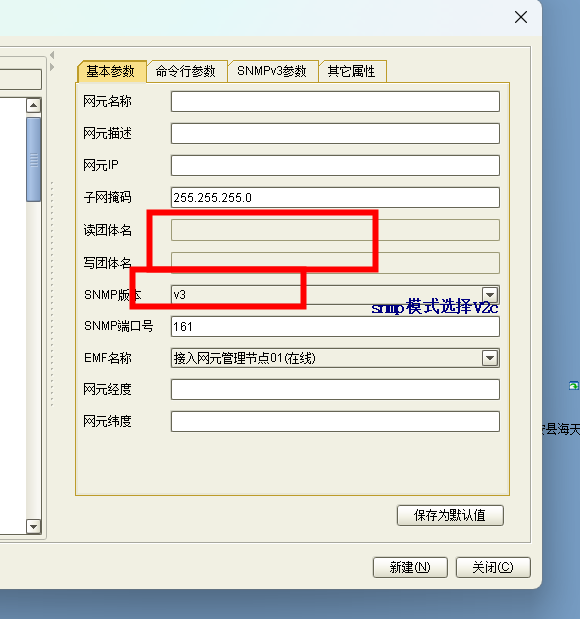 基本参数 命令行参数 SNMPv3参数 其它属性
网元名称
网元描述
网元IP
子网掩码 255.255.255.0
读团体名
写团体名
SNMP版本 v3
snmp模式选择V2c
SNMP端口号 161
EMF名称 接入网元管理节点01(在线)
网元经度
网元纬度
县海天
保存为默认值
新建(N) 关闭(C)